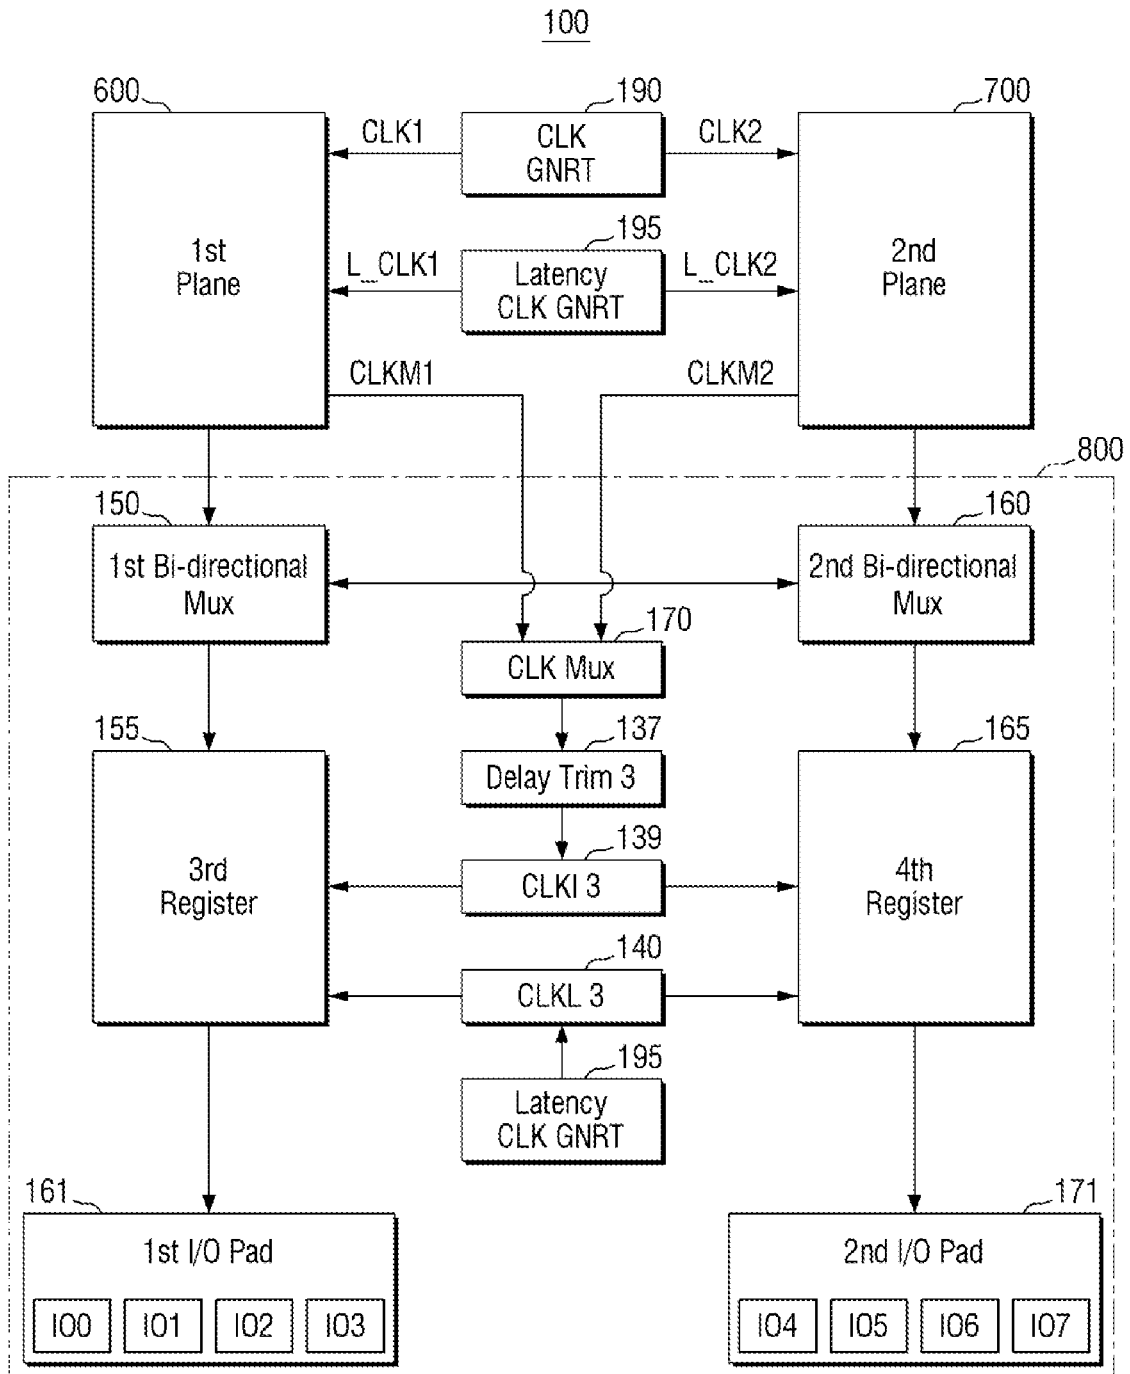 100
600
190
700
CLK1
CLK
GNRT
CLK2
195
1st
Plane
L_CLK1
Latency
CLK GNRT
L_CLK2
2nd
Plane
CLKM1
CLKM2
800
150
160
1st Bi-directional
Mux
2nd Bi-directional
Mux
170
CLK Mux
155
137
165
Delay Trim 3
139
3rd
Register
CLKI 3
4th
Register
140
CLKL 3
195
Latency
CLK GNRT
161
171
1st I/O Pad
2nd I/O Pad
IO0 IO1 IO2 IO3
IO4 IO5 IO6 IO7